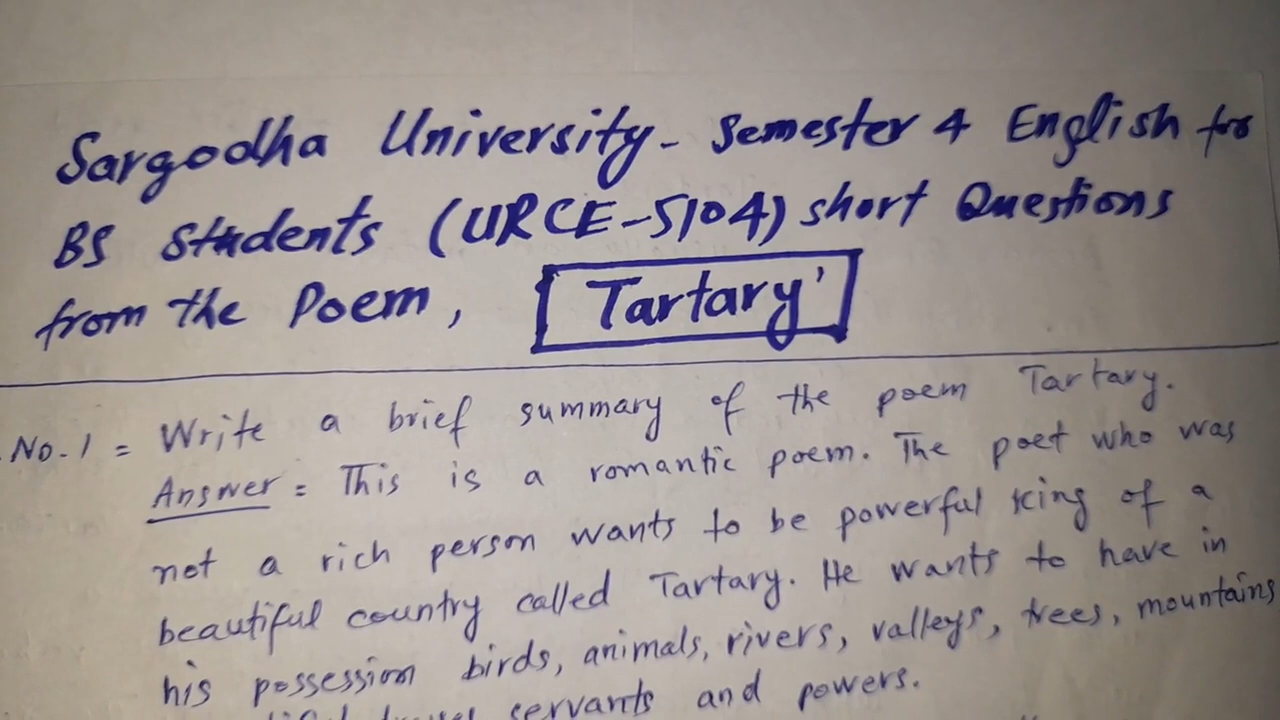 Sargodha University - Semester 4 English for
BS Students (URCE-5104) short Questions
from the Poem, Tartary'
No. 1 = Write a brief summary of the poem Tartary.
Answer = This is a romantic poem. The poet who was
not a rich person wants to be powerful king of a
beautiful country called Tartary. He wants to have in
his possession birds, animals, rivers, valleys, trees, mountains
servants and powers.